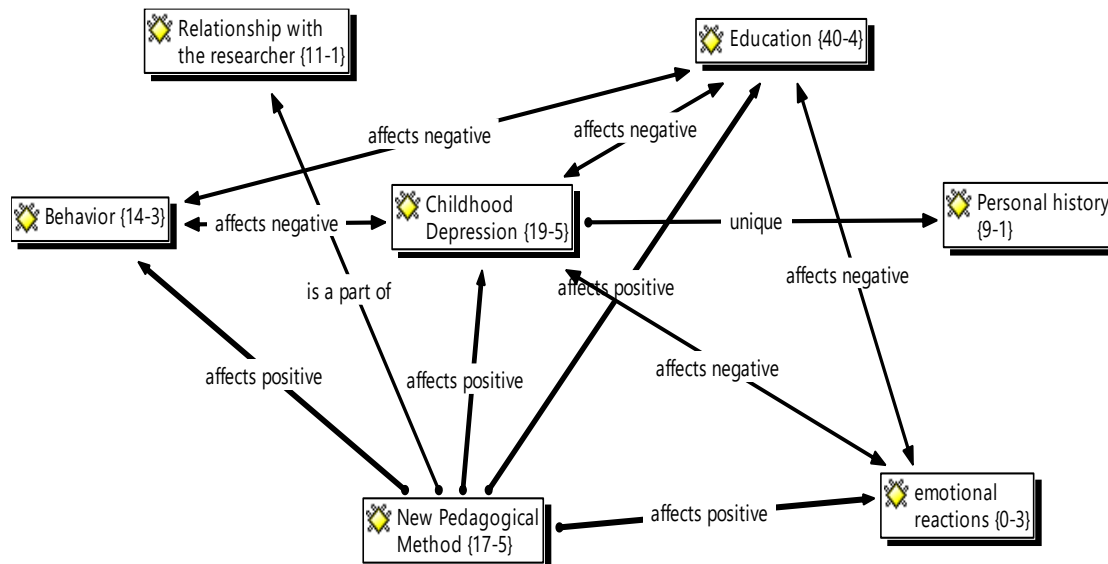 Relationship with
the researcher {11-1}
Education {40-4}
affects negative
affects negative
Behavior {14-3}
affects negative
Childhood
Depression {19-5}
unique
Personal history
{9-1}
is a part of
affects positive
affects negative
affects positive
affects positive
affects negative
New Pedagogical
Method {17-5}
affects positive
emotional
reactions {0-3}